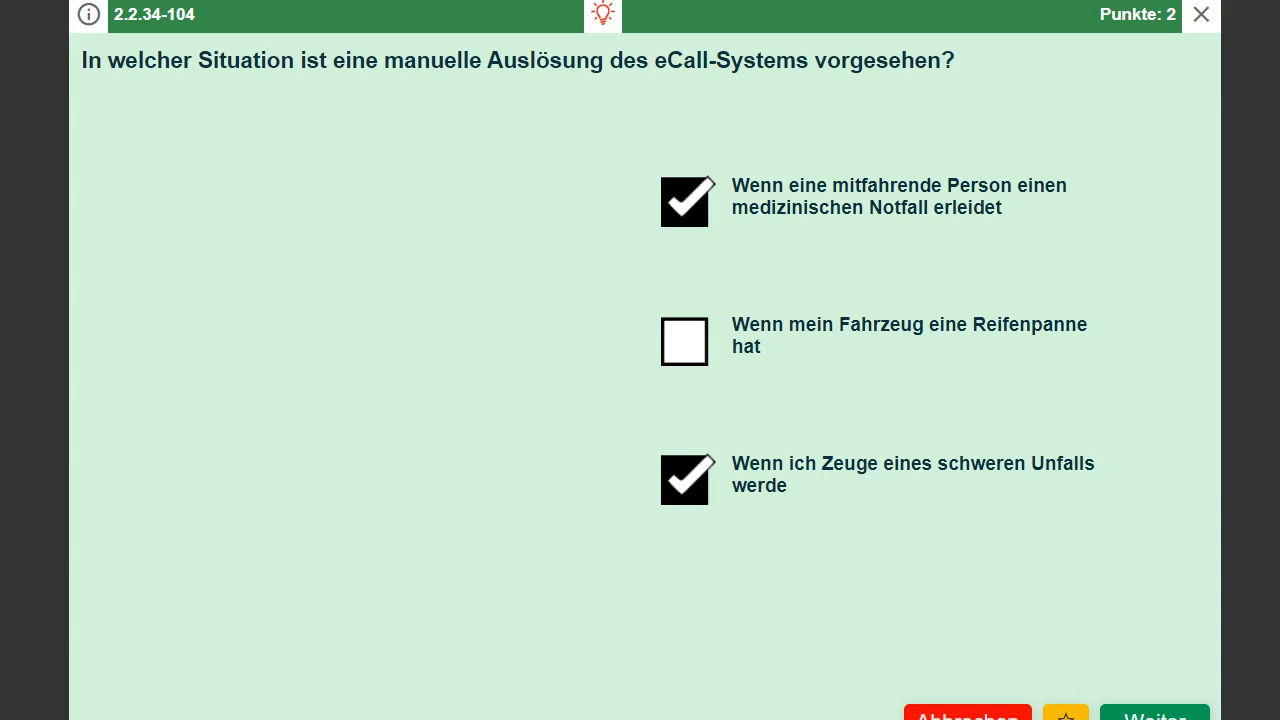 2.2.34-104
Punkte: 2
In welcher Situation ist eine manuelle Auslösung des eCall-Systems vorgesehen?
Wenn eine mitfahrende Person einen
medizinischen Notfall erleidet
Wenn mein Fahrzeug eine Reifenpanne
hat
Wenn ich Zeuge eines schweren Unfalls
werde
Abbrechen
Weiter